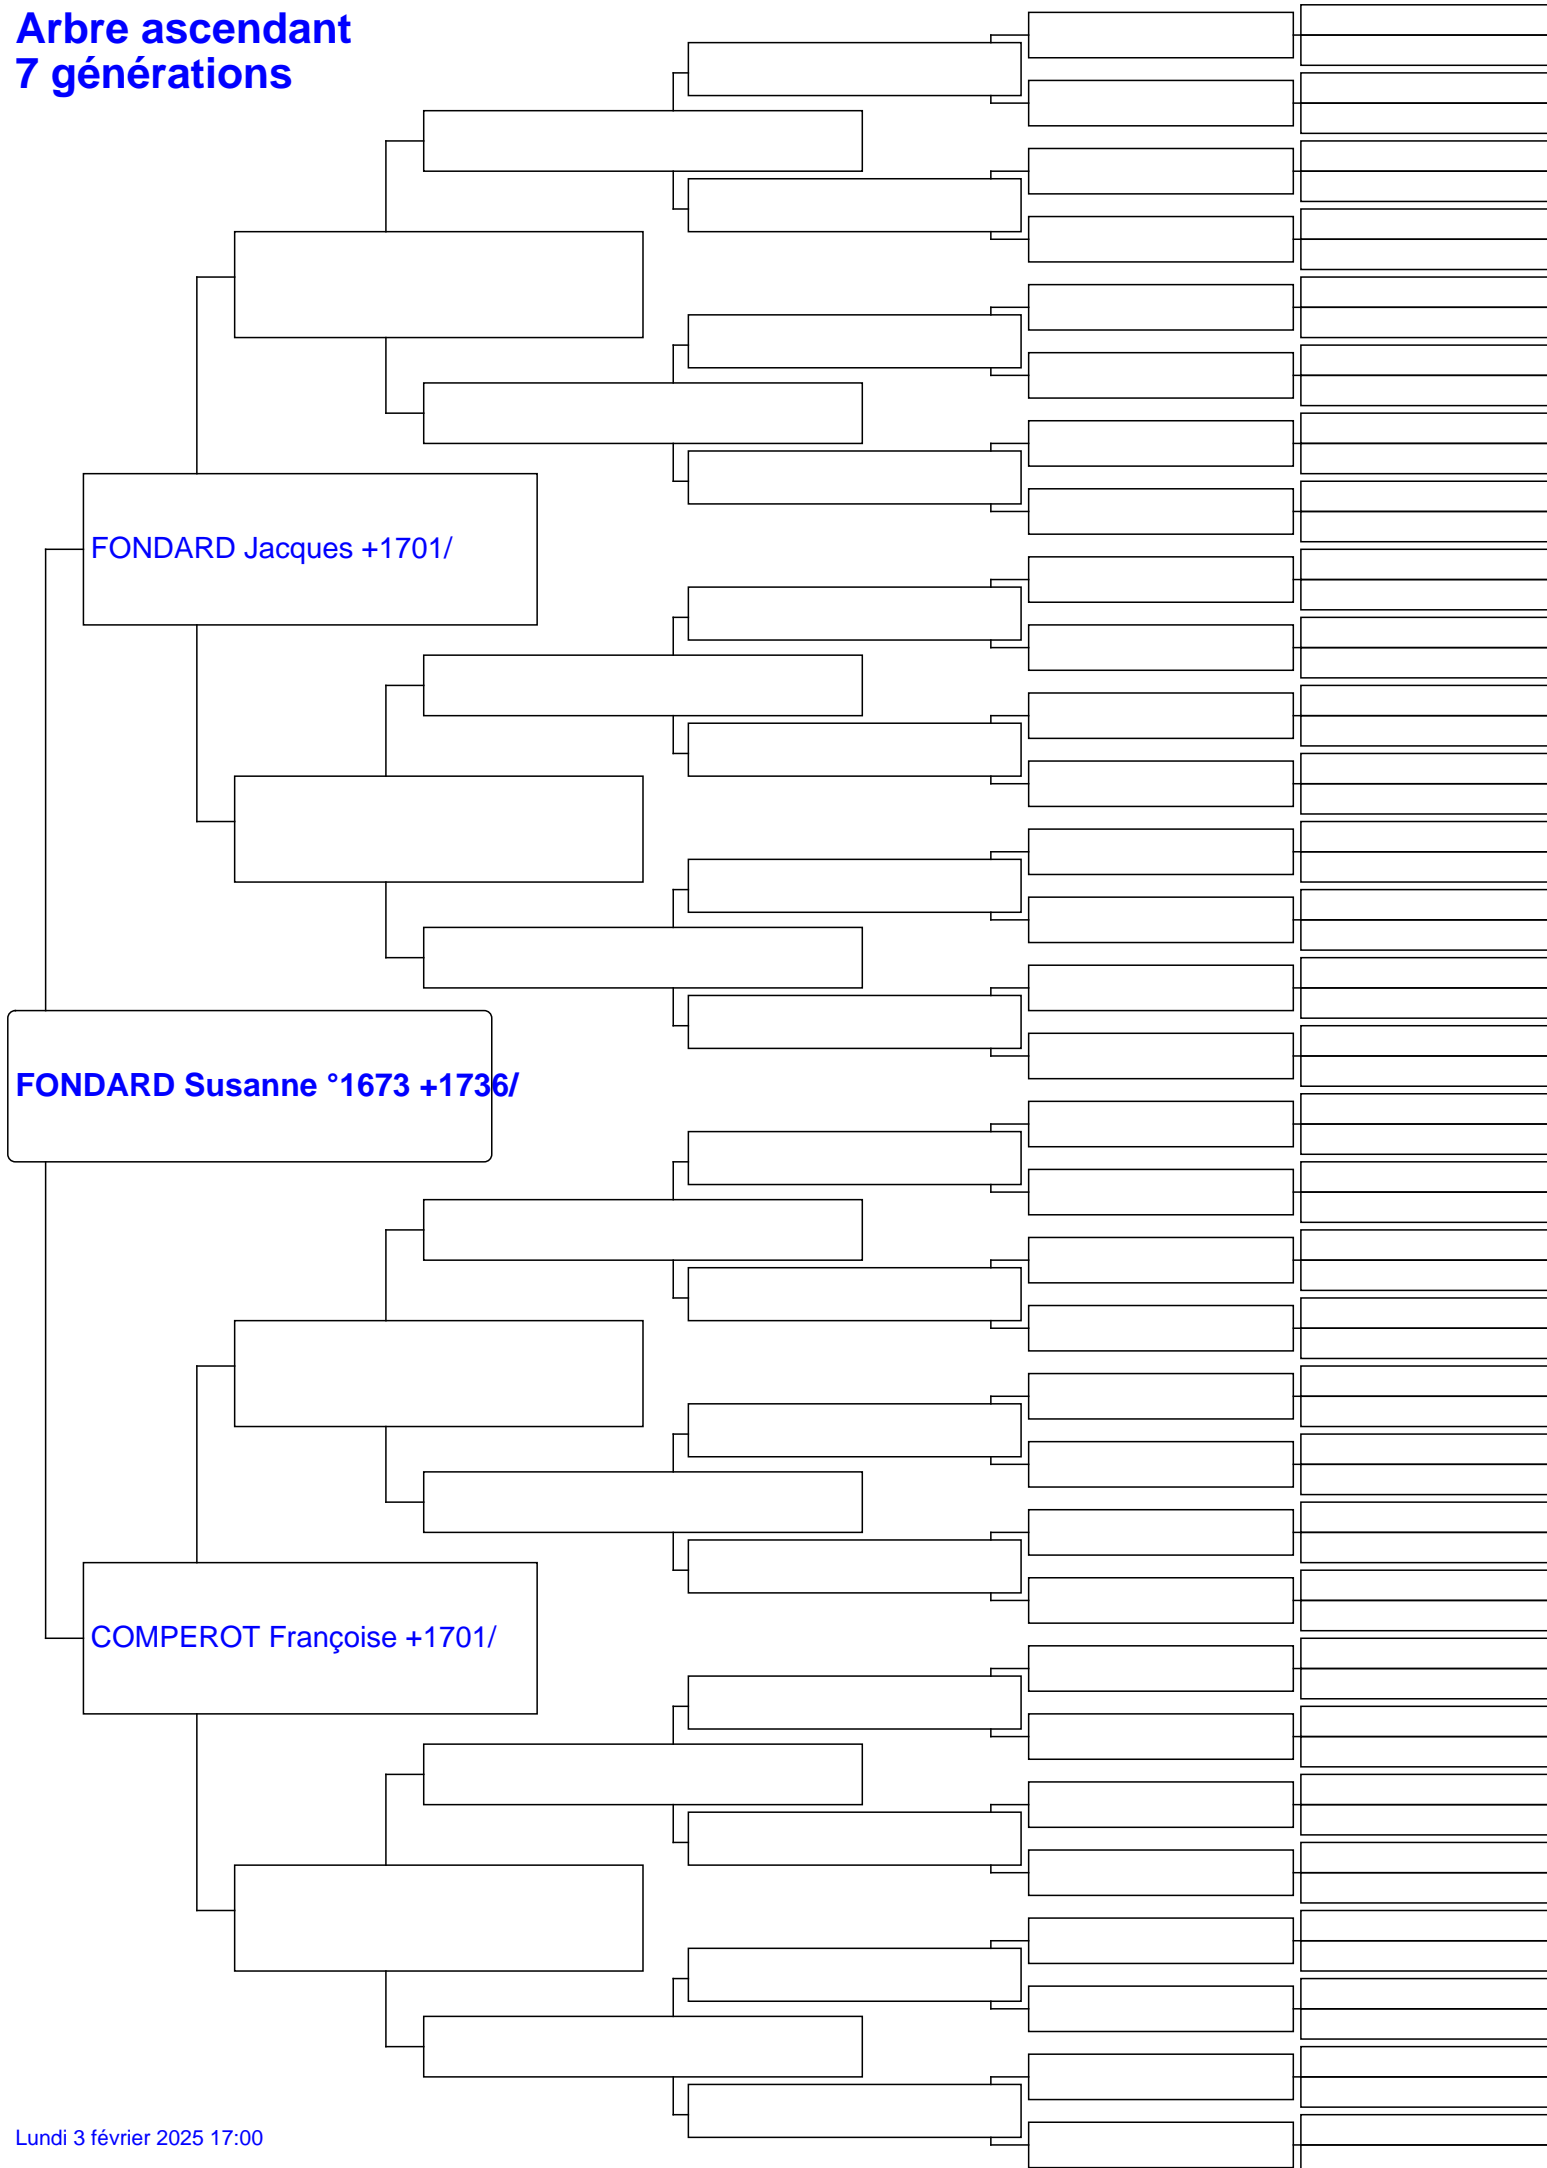 Arbre ascendant
7 générations
FONDARD Jacques +1701/
FONDARD Susanne °1673 +1736/
COMPEROT Françoise +1701/
Lundi 3 février 2025 17:00